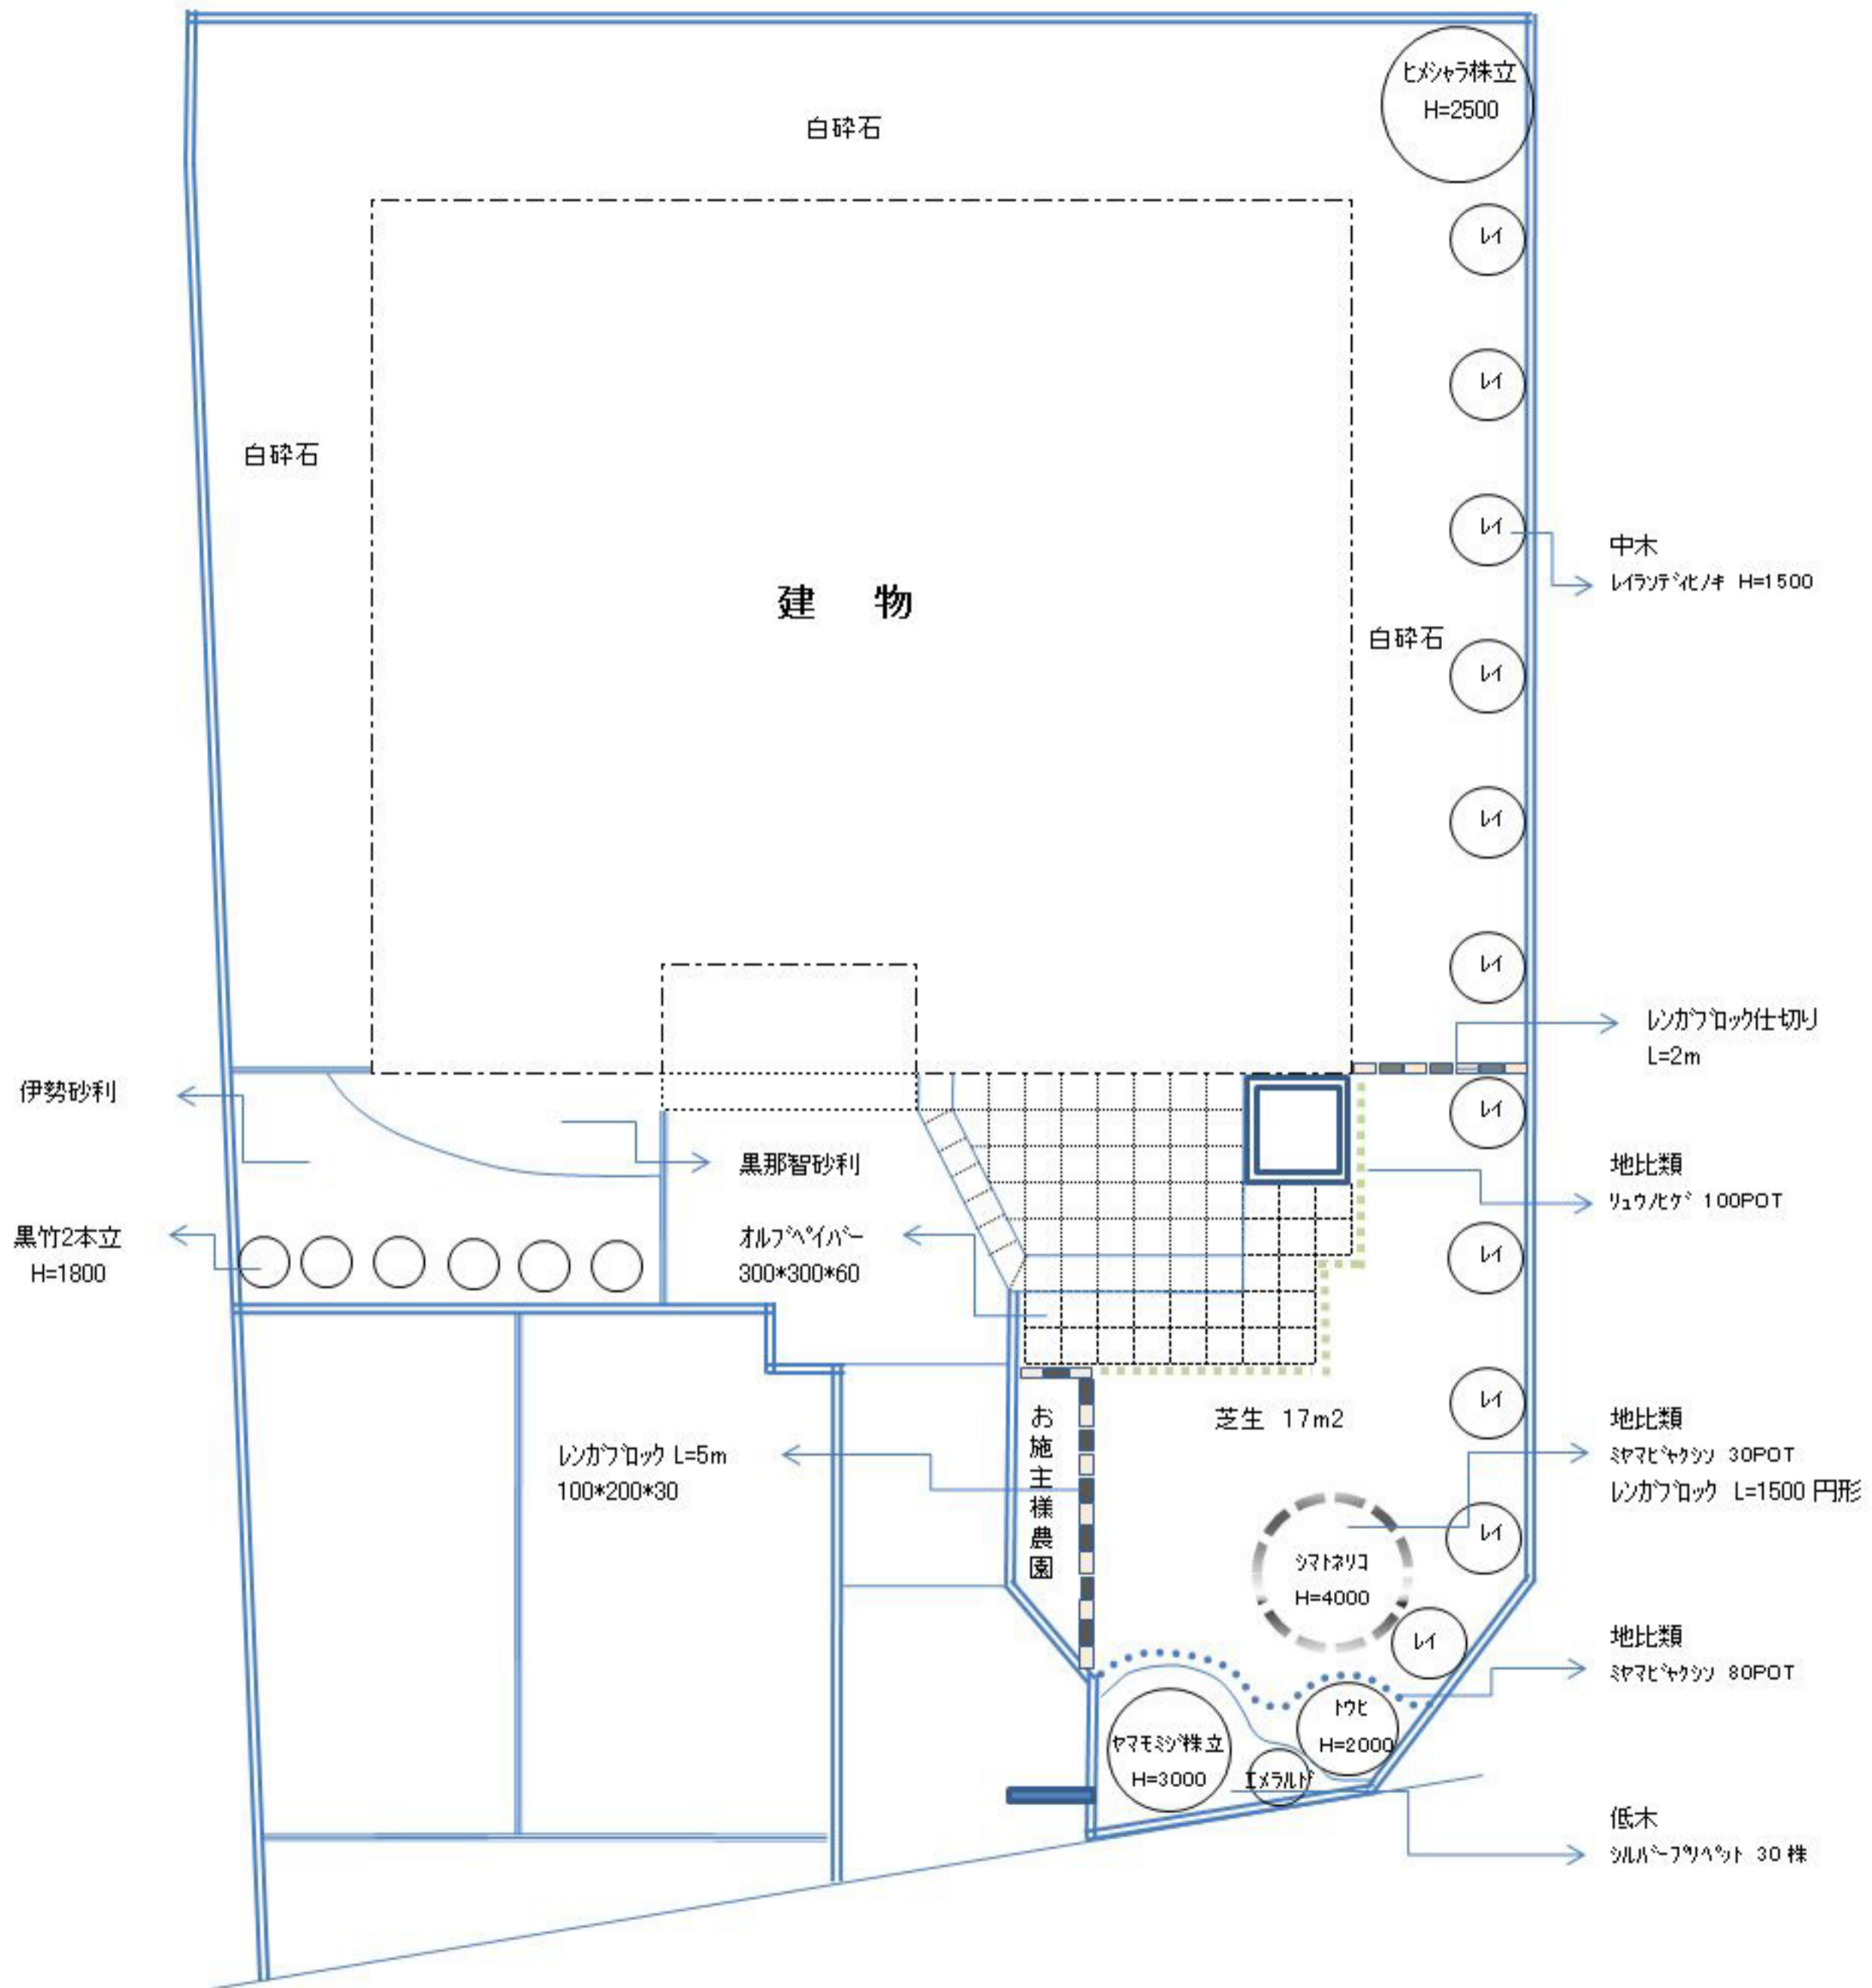 ヒメシャラ株立
H=2500
白砕石
レイ
レイ
白砕石
レイ
中木
レイランディヒノキ H=1500
建 物
白砕石
レイ
レイ
レイ
レンガブロック仕切り
L=2m
伊勢砂利
レイ
黒那智砂利
地比類
リュウノヒゲ 100POT
黒竹2本立
H=1800
オルブペイバー
300*300*60
レイ
レイ
お施主様農園
芝生 17m2
地比類
ミヤマビャクシン 30POT
レンガブロック L=1500 円形
レンガブロック L=5m
100*200*30
レイ
シマトネリコ
H=4000
レイ
地比類
ミヤマビャクシン 80POT
トウヒ
H=2000
ヤマモミジ株立
H=3000
エメラルド
低木
シルバープリペット 30株